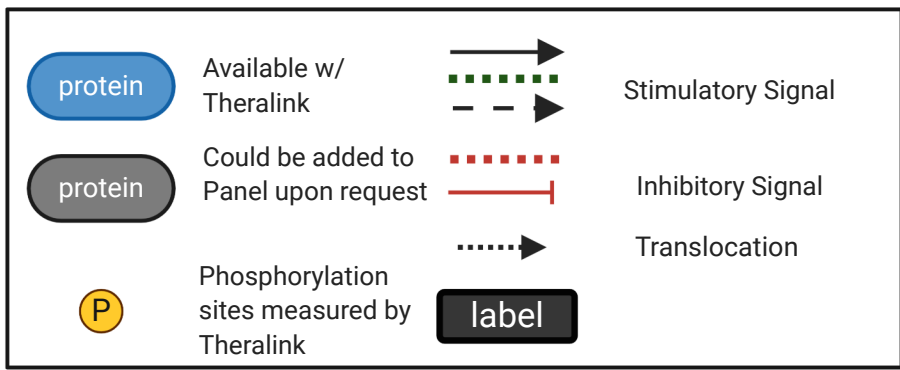 protein
Available w/
Theralink
Stimulatory Signal
protein
Could be added to
Panel upon request
Inhibitory Signal
Translocation
P
Phosphorylation
sites measured by
Theralink
label